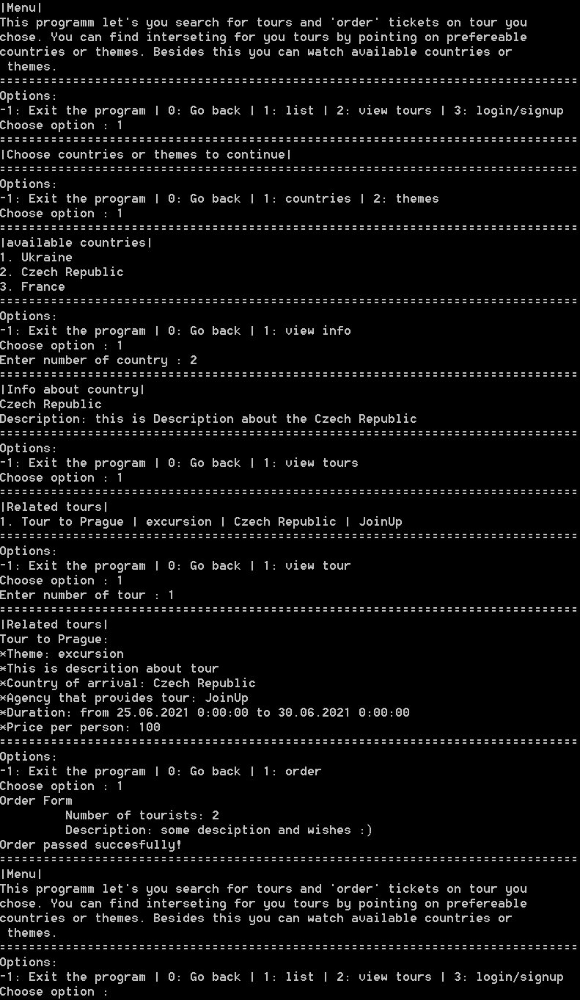 |Menu|
This programm let's you search for tours and 'order' tickets on tour you
chose. You can find interseting for you tours by pointing on prefereable
countries or themes. Besides this you can watch available countries or
 themes.
===============================================================================
Options:
-1: Exit the program | 0: Go back | 1: list | 2: view tours | 3: login/signup
Choose option : 1
===============================================================================
|Choose countries or themes to continue|
===============================================================================
Options:
-1: Exit the program | 0: Go back | 1: countries | 2: themes
Choose option : 1
===============================================================================
|available countries|
1. Ukraine
2. Czech Republic
3. France
===============================================================================
Options:
-1: Exit the program | 0: Go back | 1: view info
Choose option : 1
Enter number of country : 2
===============================================================================
|Info about country|
Czech Republic
Description: this is Description about the Czech Republic
===============================================================================
Options:
-1: Exit the program | 0: Go back | 1: view tours
Choose option : 1
===============================================================================
|Related tours|
1. Tour to Prague | excursion | Czech Republic | JoinUp
===============================================================================
Options:
-1: Exit the program | 0: Go back | 1: view tour
Choose option : 1
Enter number of tour : 1
===============================================================================
|Related tours|
Tour to Prague:
*Theme: excursion
*This is descrition about tour
*Country of arrival: Czech Republic
*Agency that provides tour: JoinUp
*Duration: from 25.06.2021 0:00:00 to 30.06.2021 0:00:00
*Price per person: 100
===============================================================================
Options:
-1: Exit the program | 0: Go back | 1: order
Choose option : 1
Order Form
         Number of tourists: 2
         Description: some desciption and wishes :)
Order passed succesfully!
===============================================================================
|Menu|
This programm let's you search for tours and 'order' tickets on tour you
chose. You can find interseting for you tours by pointing on prefereable
countries or themes. Besides this you can watch available countries or
 themes.
===============================================================================
Options:
-1: Exit the program | 0: Go back | 1: list | 2: view tours | 3: login/signup
Choose option :